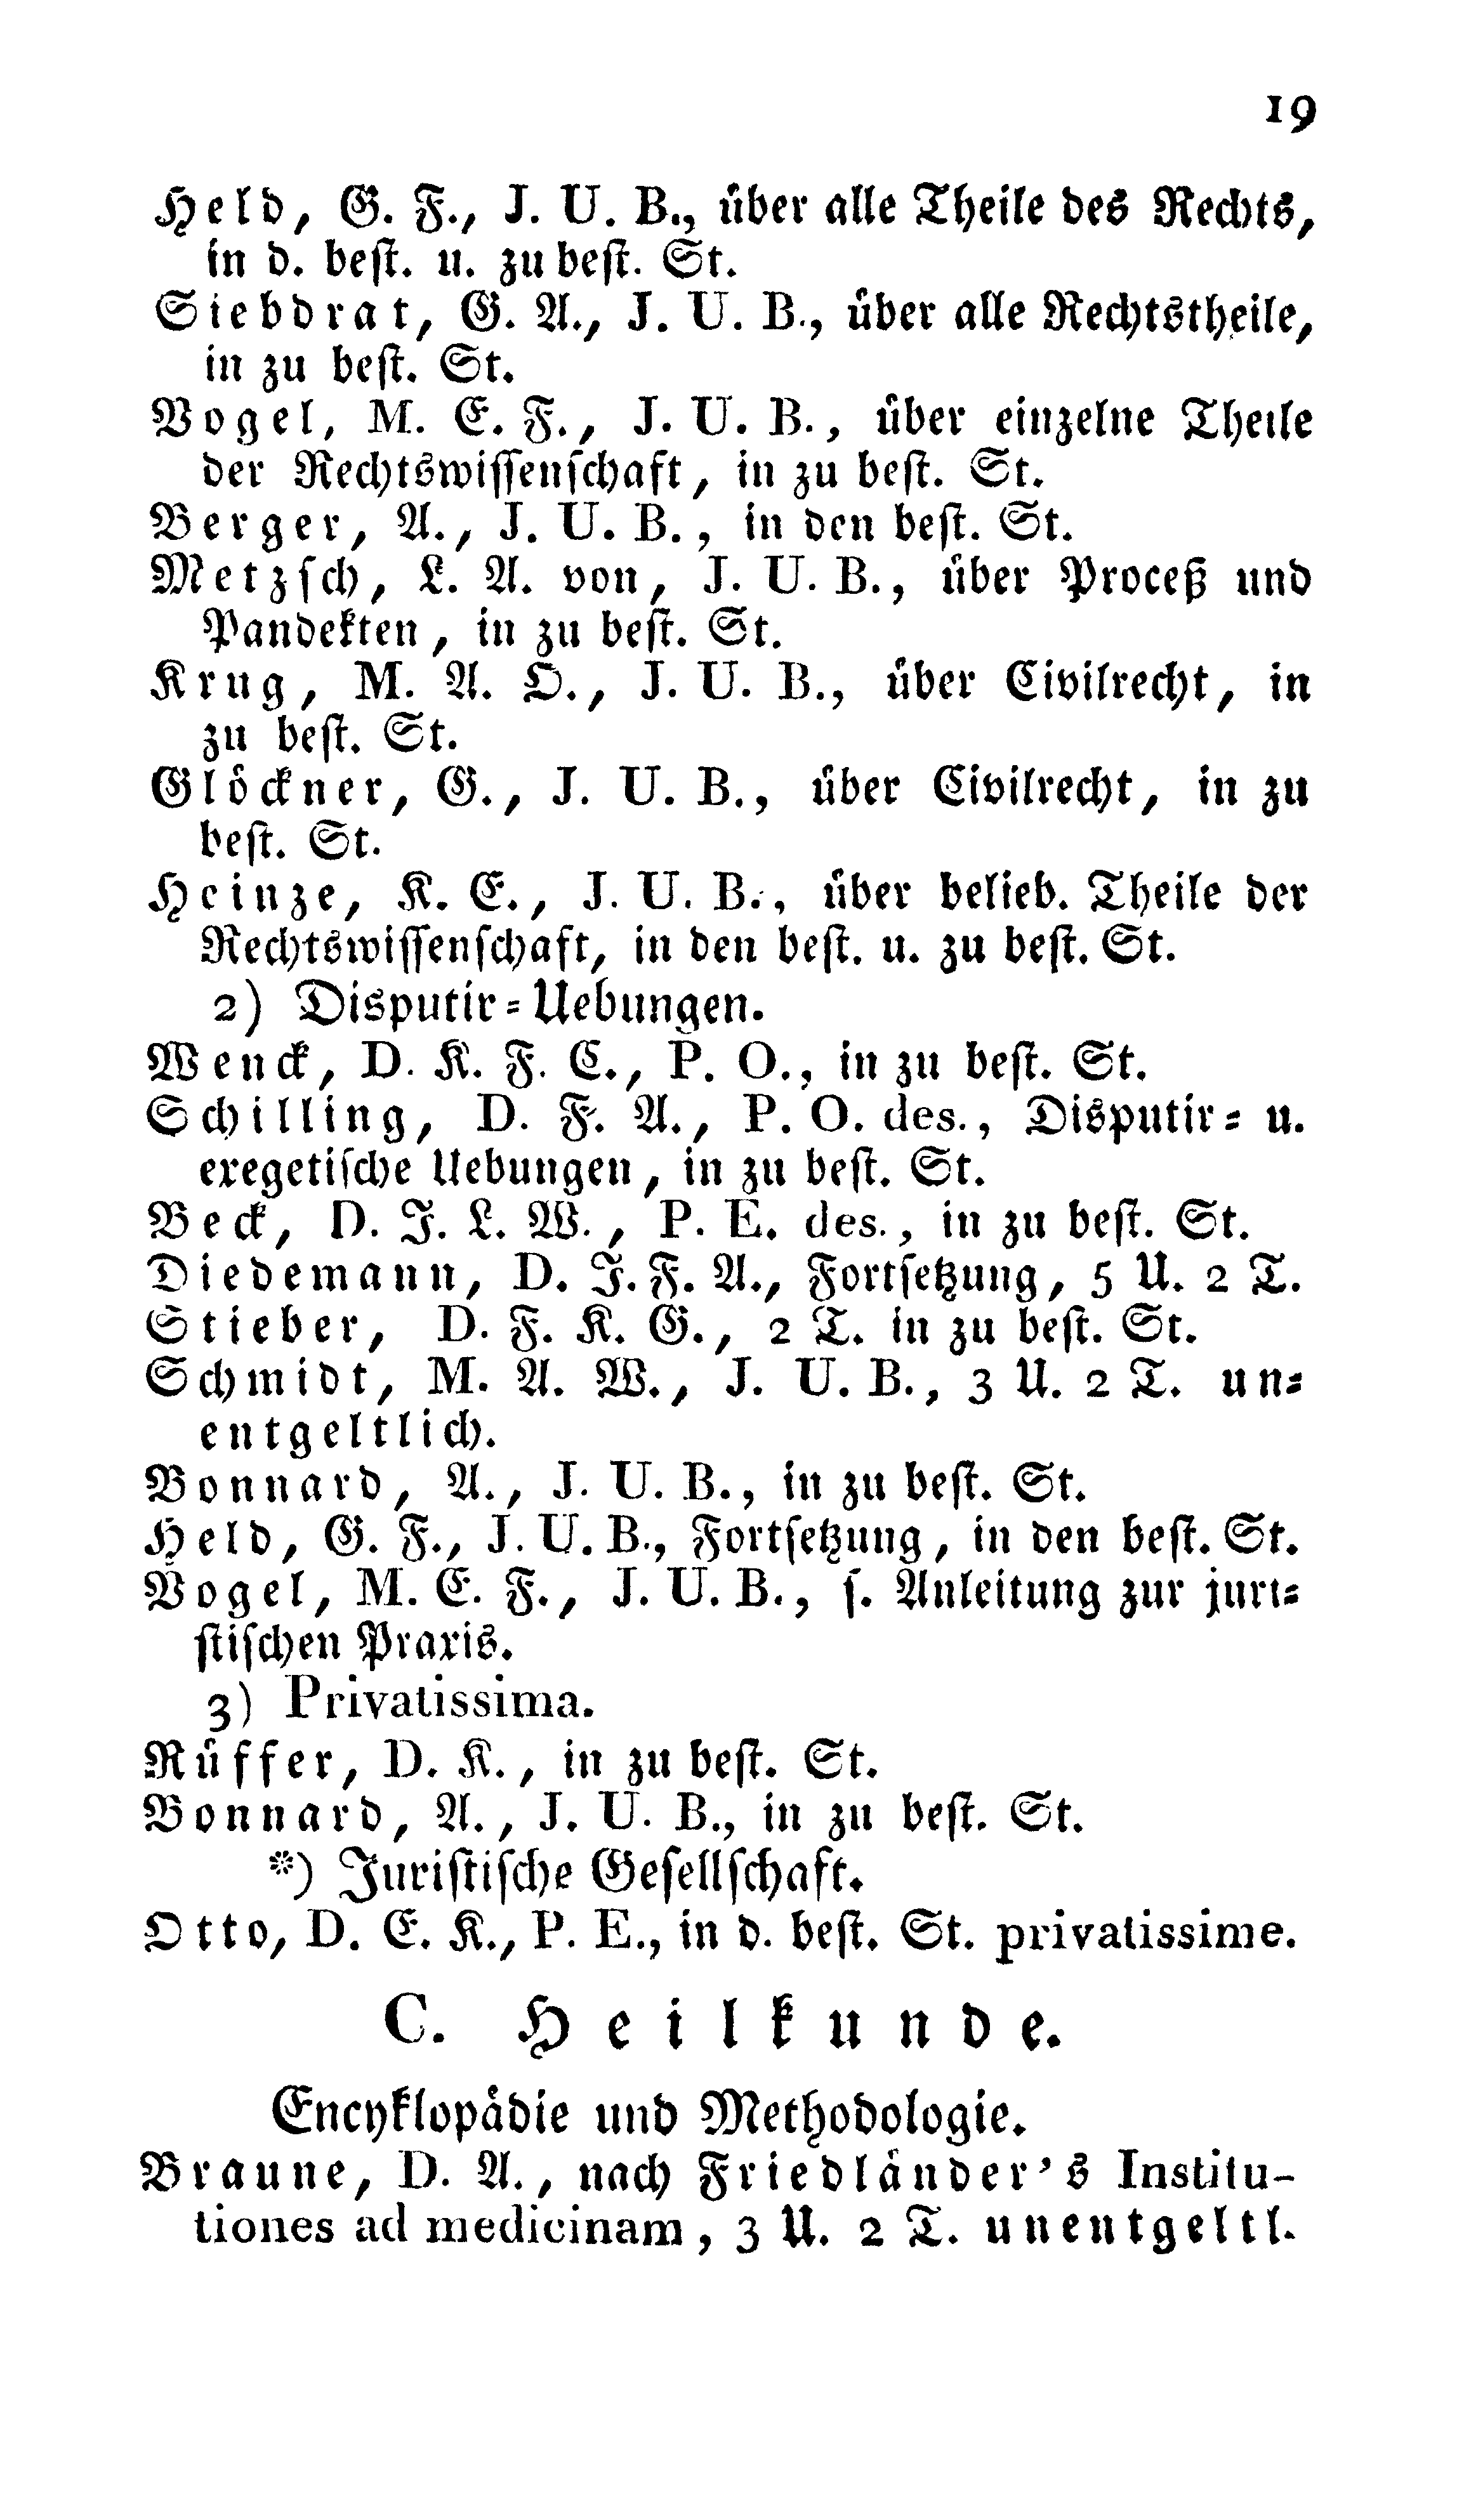 19
Held, G. F., J. U. B., über alle Theile des Rechts,
in d. best. u. zu best. St.
Siebdrat, G. A., J. U. B., über alle Rechtstheile,
in zu best. St.
Vogel, M. E. F., J. U. B., über einzelne Theile
der Rechtswissenschaft, in zu best. St.
Berger, A., J. U. B., in den best. St.
Metzsch, L. A. von, J. U. B., über Proceß und
Pandekten, in zu best. St.
Krug, M. A. O., J. U. B., über Civilrecht, in
zu best. St.
Glöckner, G., J. U. B., über Civilrecht, in zu
best. St.
Heinze, K. E., J. U. B., über belieb. Theile der
Rechtswissenschaft, in den best. u. zu best. St.
2) Disputir-Uebungen.
Wenck, D. K. F. C., P. O., in zu best. St.
Schilling, D. F. A., P. O. des., Disputir- u.
exegetische Uebungen, in zu best. St.
Beck, D. J. L. W., P. E. des., in zu best. St.
Diedemann, D. J. F. A., Fortsetzung, 5 U. 2 T.
Stieber, D. F. K. G., 2 T. in zu best. St.
Schmidt, M. A. W., J. U. B., 3 U. 2 T. un-
entgeltlich.
Bonnard, A., J. U. B., in zu best. St.
Held, G. F., J. U. B., Fortsetzung, in den best. St.
Vogel, M. E. F., J. U. B., s. Anleitung zur juri-
stischen Praxis.
3) Privatissima.
Rüffer, D. K., in zu best. St.
Bonnard, A., J. U. B., in zu best. St.
*) Juristische Gesellschaft.
Otto, D. E. K., P. E., in d. best. St. privatissime.
C. Heilkunde.
Encyklopädie und Methodologie.
Braune, D. A., nach Friedländer's Institu-
tiones ad medicinam, 3 U. 2 T. unentgeltl.